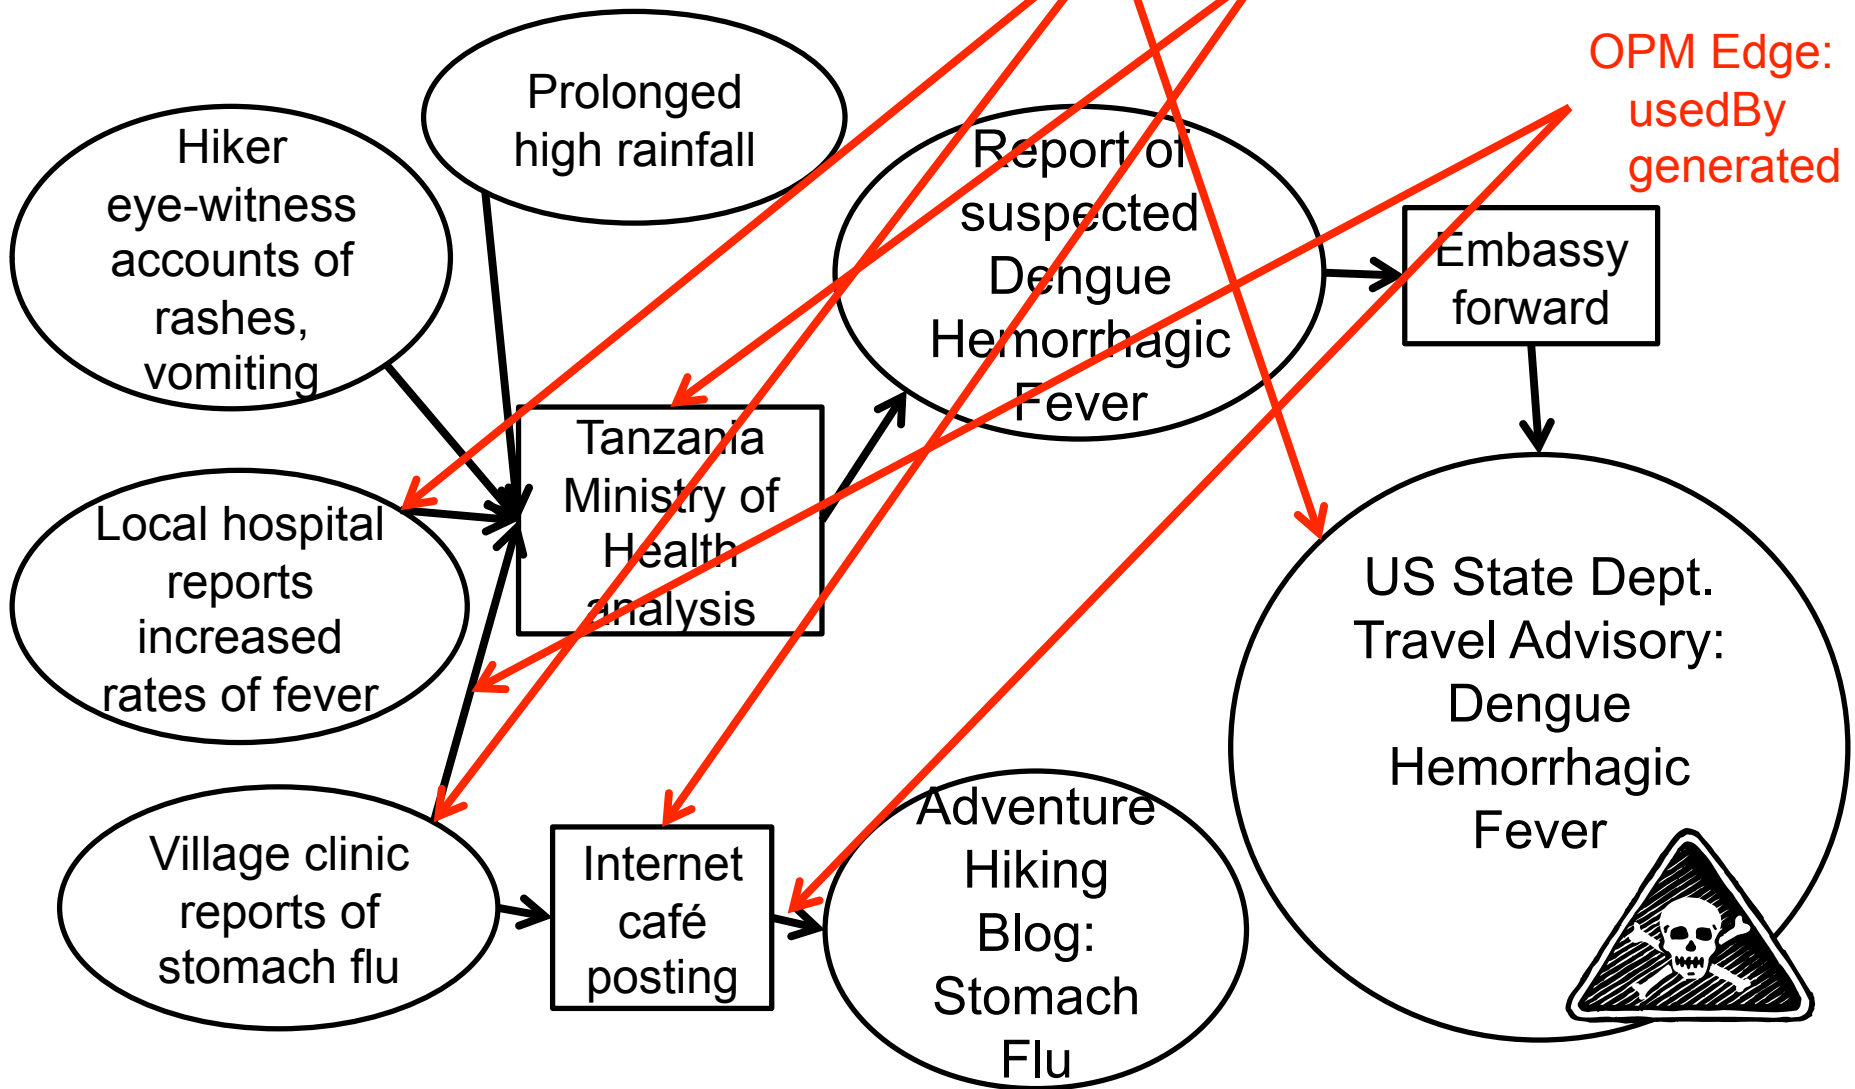 Prolonged
high rainfall
OPM Edge:
usedBy
generated
Hiker
eye-witness
accounts of
rashes,
vomiting
Report of
suspected
Dengue
Hemorrhagic
Fever
Embassy
forward
Tanzania
Ministry of
Health
analysis
Local hospital
reports
increased
rates of fever
US State Dept.
Travel Advisory:
Dengue
Hemorrhagic
Fever
Village clinic
reports of
stomach flu
Internet
café
posting
Adventure
Hiking
Blog:
Stomach
Flu